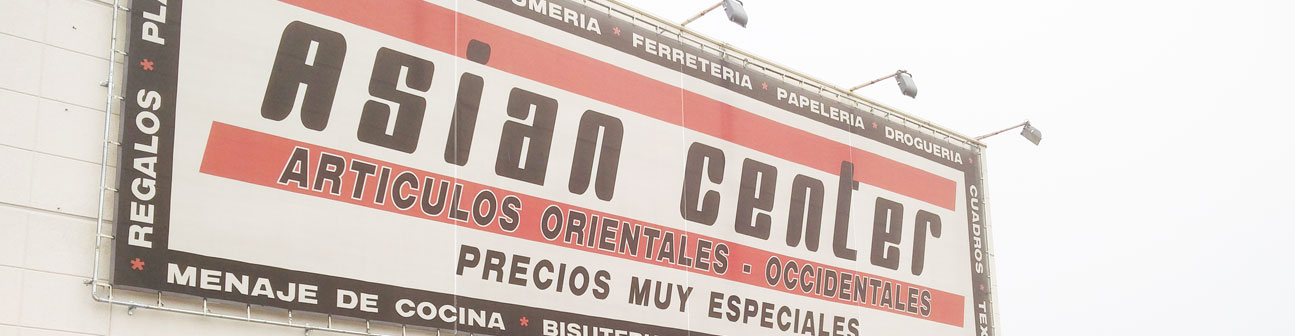 FERRETERIA * PAPELERIA * DROGUERIA *
REGALOS *
Asian center
ARTICULOS ORIENTALES - OCCIDENTALES
PRECIOS MUY ESPECIALES
CUADROS *
* MENAJE DE COCINA *